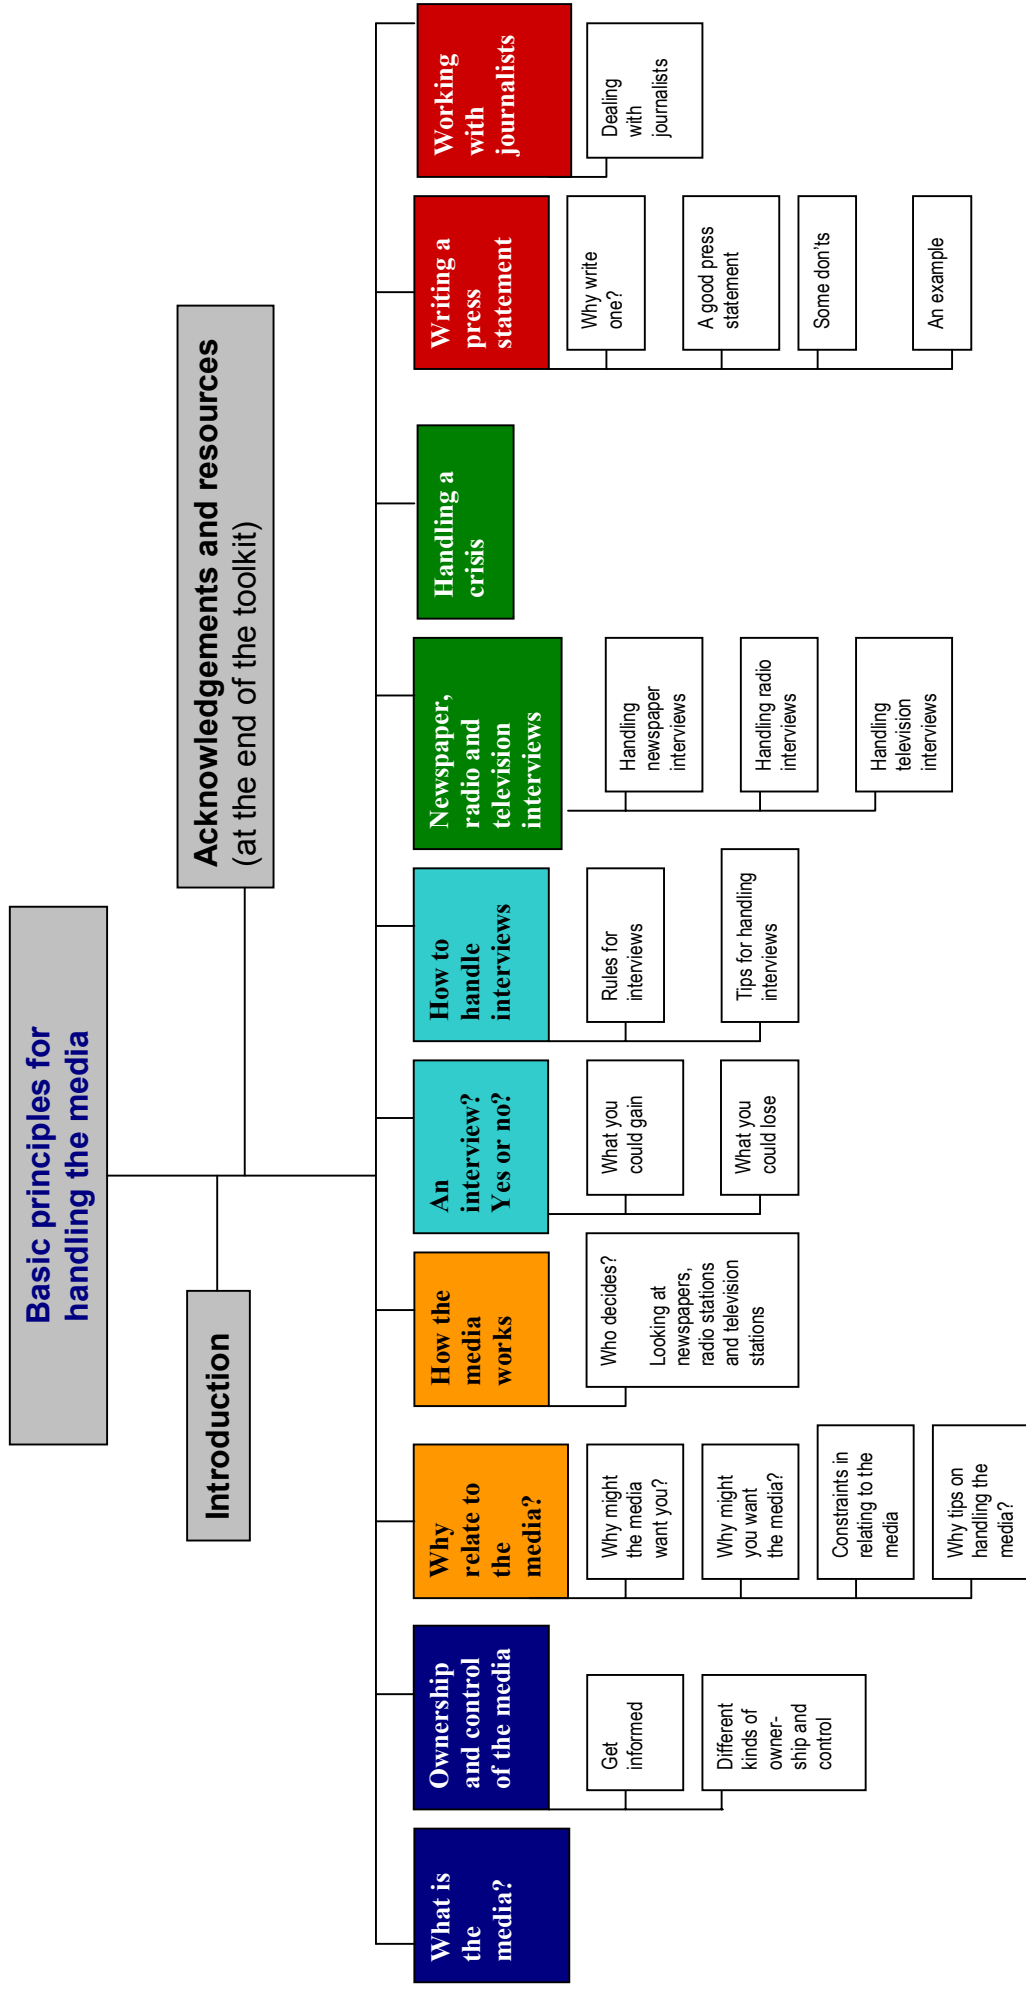 Basic principles for
handling the media
Introduction
Acknowledgements and resources
(at the end of the toolkit)
What is
the
media?
Ownership
and control
of the media
Get
informed
Different
kinds of
owner-
ship and
control
Why
relate to
the
media?
Why might
the media
want you?
Why might
you want
the media?
Constraints in
relating to the
media
Why tips on
handling the
media?
How the
media
works
Who decides?
Looking at
newspapers,
radio stations
and television
stations
An
interview?
Yes or no?
What you
could gain
What you
could lose
How to
handle
interviews
Rules for
interviews
Tips for handling
interviews
Newspaper,
radio and
television
interviews
Handling
newspaper
interviews
Handling radio
interviews
Handling
television
interviews
Handling a
crisis
Writing a
press
statement
Why write
one?
A good press
statement
Some don'ts
An example
Working
with
journalists
Dealing
with
journalists